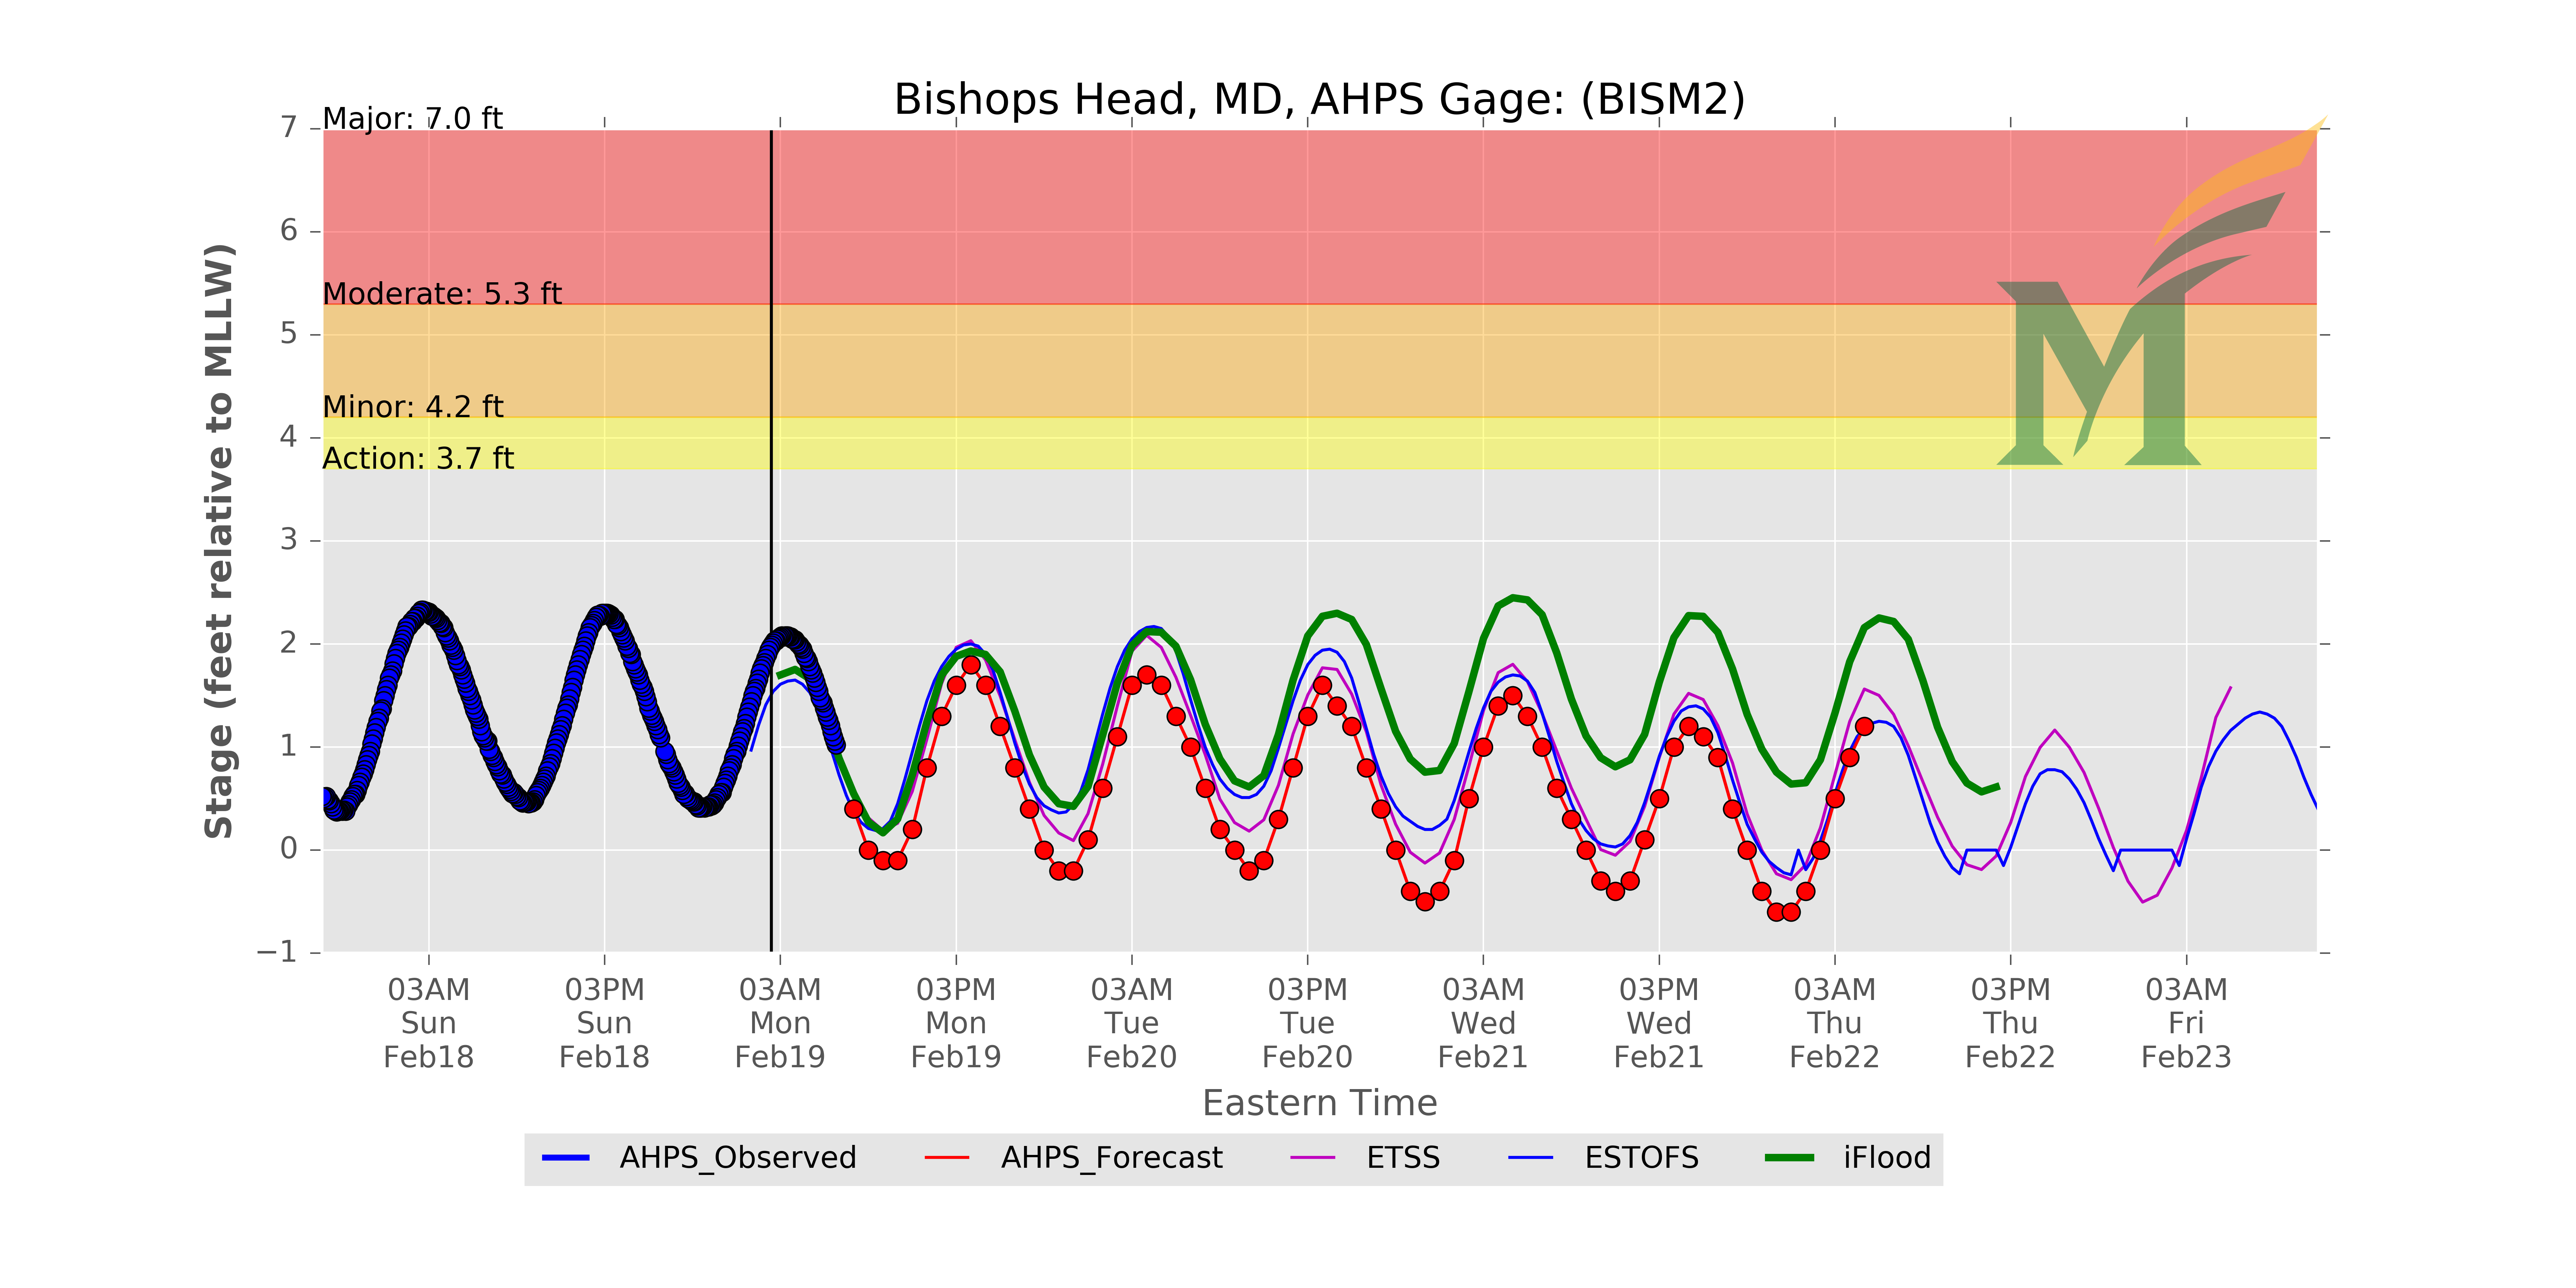 Bishops Head, MD, AHPS Gage: (BISM2)
Major: 7.0 ft
Moderate: 5.3 ft
Minor: 4.2 ft
Action: 3.7 ft
7
6
5
4
3
2
1
0
−1
Stage (feet relative to MLLW)
03AM 03PM 03AM 03PM 03AM 03PM 03AM 03PM 03AM 03PM 03AM
Sun Sun Mon Mon Tue Tue Wed Wed Thu Thu Fri
Feb18 Feb18 Feb19 Feb19 Feb20 Feb20 Feb21 Feb21 Feb22 Feb22 Feb23
Eastern Time
AHPS_Observed AHPS_Forecast ETSS ESTOFS iFlood
M